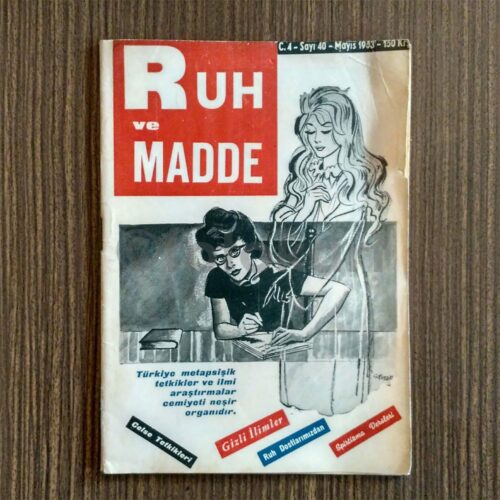 C.4 - Sayı 40 - Mayıs 1963 - 150 Kr.
RUH
ve
MADDE
Türkiye metapsişik
tetkikler ve ilmi
araştırmalar
cemiyeti neşir
organıdır.
Celse Tetkikleri
Gizli İlimler
Ruh Dostlarımızdan
Spiritizma Dersleri